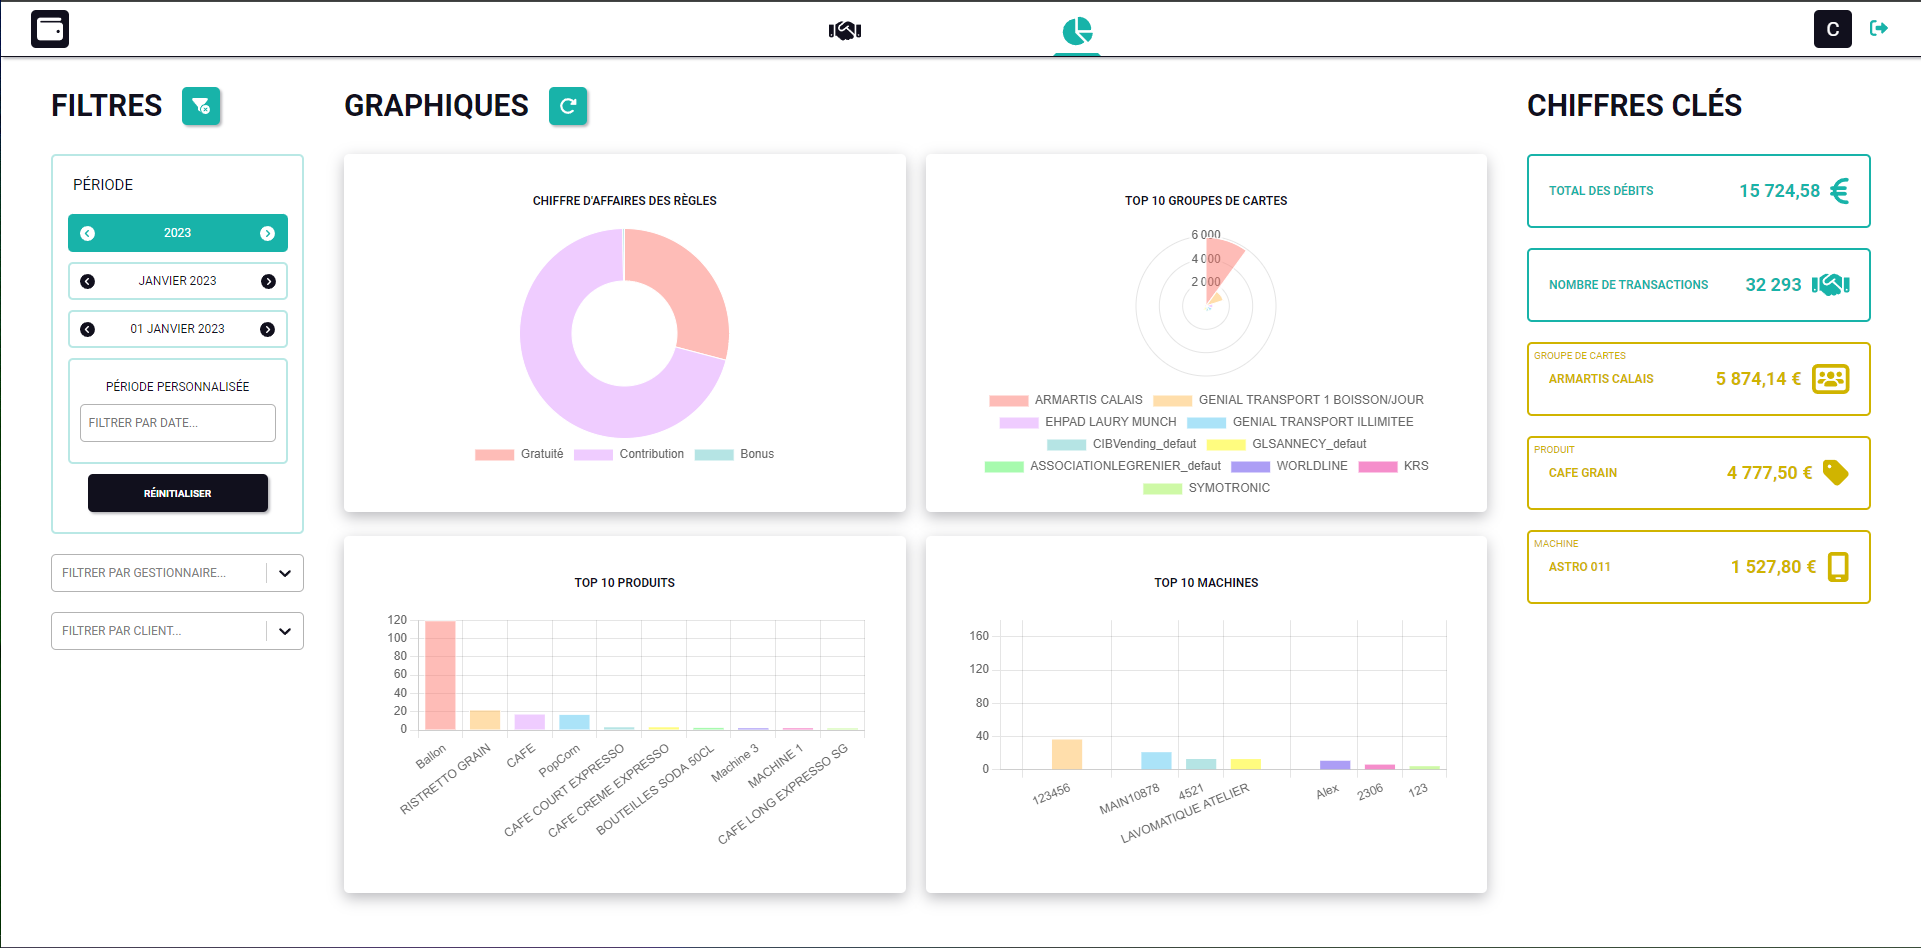 C
FILTRES
GRAPHIQUES
CHIFFRES CLÉS
PÉRIODE
2023
JANVIER 2023
01 JANVIER 2023
PÉRIODE PERSONNALISÉE
FILTRER PAR DATE...
RÉINITIALISER
FILTRER PAR GESTIONNAIRE...
FILTRER PAR CLIENT...
CHIFFRE D'AFFAIRES DES RÈGLES
Gratuité Contribution Bonus
TOP 10 GROUPES DE CARTES
6 000
4 000
2 000
ARMARTIS CALAIS GENIAL TRANSPORT 1 BOISSON/JOUR
EHPAD LAURY MUNCH GENIAL TRANSPORT ILLIMITEE
CIBVending_defaut GLSANNECY_defaut
ASSOCIATIONLEGRENIER_defaut WORLDLINE KRS
SYMOTRONIC
TOP 10 PRODUITS
120
100
80
60
40
20
0
Ballon
RISTRETTO GRAIN
CAFE
PopCorn
CAFE COURT EXPRESSO
CAFE CREME EXPRESSO
BOUTEILLES SODA 50CL
Machine 3
MACHINE 1
CAFE LONG EXPRESSO SG
TOP 10 MACHINES
160
120
80
40
0
123456
MAIN10878
4521
LAVOMATIQUE ATELIER
Alex
2306
123
TOTAL DES DÉBITS 15 724,58 €
NOMBRE DE TRANSACTIONS 32 293
GROUPE DE CARTES
ARMARTIS CALAIS 5 874,14 €
PRODUIT
CAFE GRAIN 4 777,50 €
MACHINE
ASTRO 011 1 527,80 €